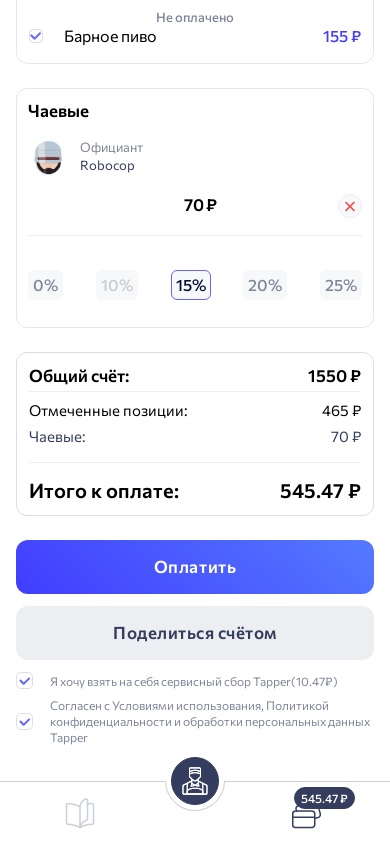 Не оплачено
Барное пиво 155 ₽
Чаевые
Официант
Robocop
70 ₽
0% 10% 15% 20% 25%
Общий счёт: 1550 ₽
Отмеченные позиции: 465 ₽
Чаевые: 70 ₽
Итого к оплате: 545.47 ₽
Оплатить
Поделиться счётом
Я хочу взять на себя сервисный сбор Tapper(10.47₽)
Согласен с Условиями использования, Политикой
конфиденциальности и обработки персональных данных
Tapper
545.47 ₽